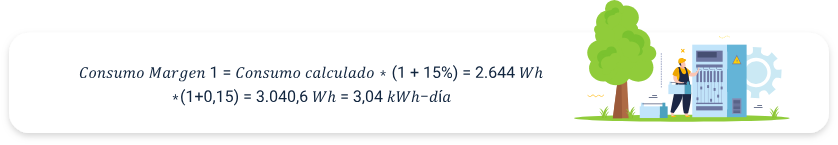 Consumo Margen 1 = Consumo calculado * (1 + 15%) = 2.644 Wh
*(1+0,15) = 3.040,6 Wh = 3,04 kWh−día